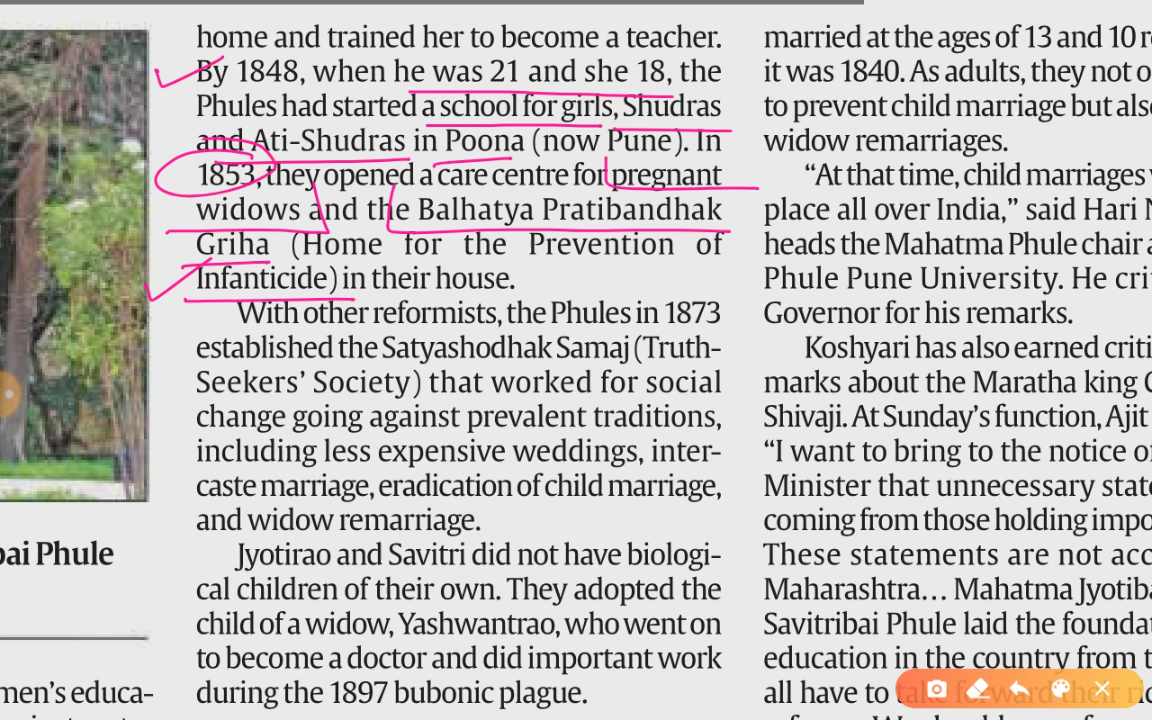 home and trained her to become a teacher.
By 1848, when he was 21 and she 18, the
Phules had started a school for girls, Shudras
and Ati-Shudras in Poona (now Pune). In
1853, they opened a care centre for pregnant
widows and the Balhatya Pratibandhak
Griha (Home for the Prevention of
Infanticide) in their house.
With other reformists, the Phules in 1873
established the Satyashodhak Samaj (Truth-
Seekers’ Society) that worked for social
change going against prevalent traditions,
including less expensive weddings, inter-
caste marriage, eradication of child marriage,
and widow remarriage.
Jyotirao and Savitri did not have biologi-
cal children of their own. They adopted the
child of a widow, Yashwantrao, who went on
to become a doctor and did important work
during the 1897 bubonic plague.
married at the ages of 13 and 10 r
it was 1840. As adults, they not o
to prevent child marriage but also
widow remarriages.
“At that time, child marriages
place all over India,” said Hari N
heads the Mahatma Phule chair a
Phule Pune University. He crit
Governor for his remarks.
Koshyari has also earned criti
marks about the Maratha king C
Shivaji. At Sunday’s function, Ajit
“I want to bring to the notice o
Minister that unnecessary state
coming from those holding impo
These statements are not acc
Maharashtra... Mahatma Jyotiba
Savitribai Phule laid the foundat
education in the country from t
all have to take forward their ri
bai Phule
men’s educa-